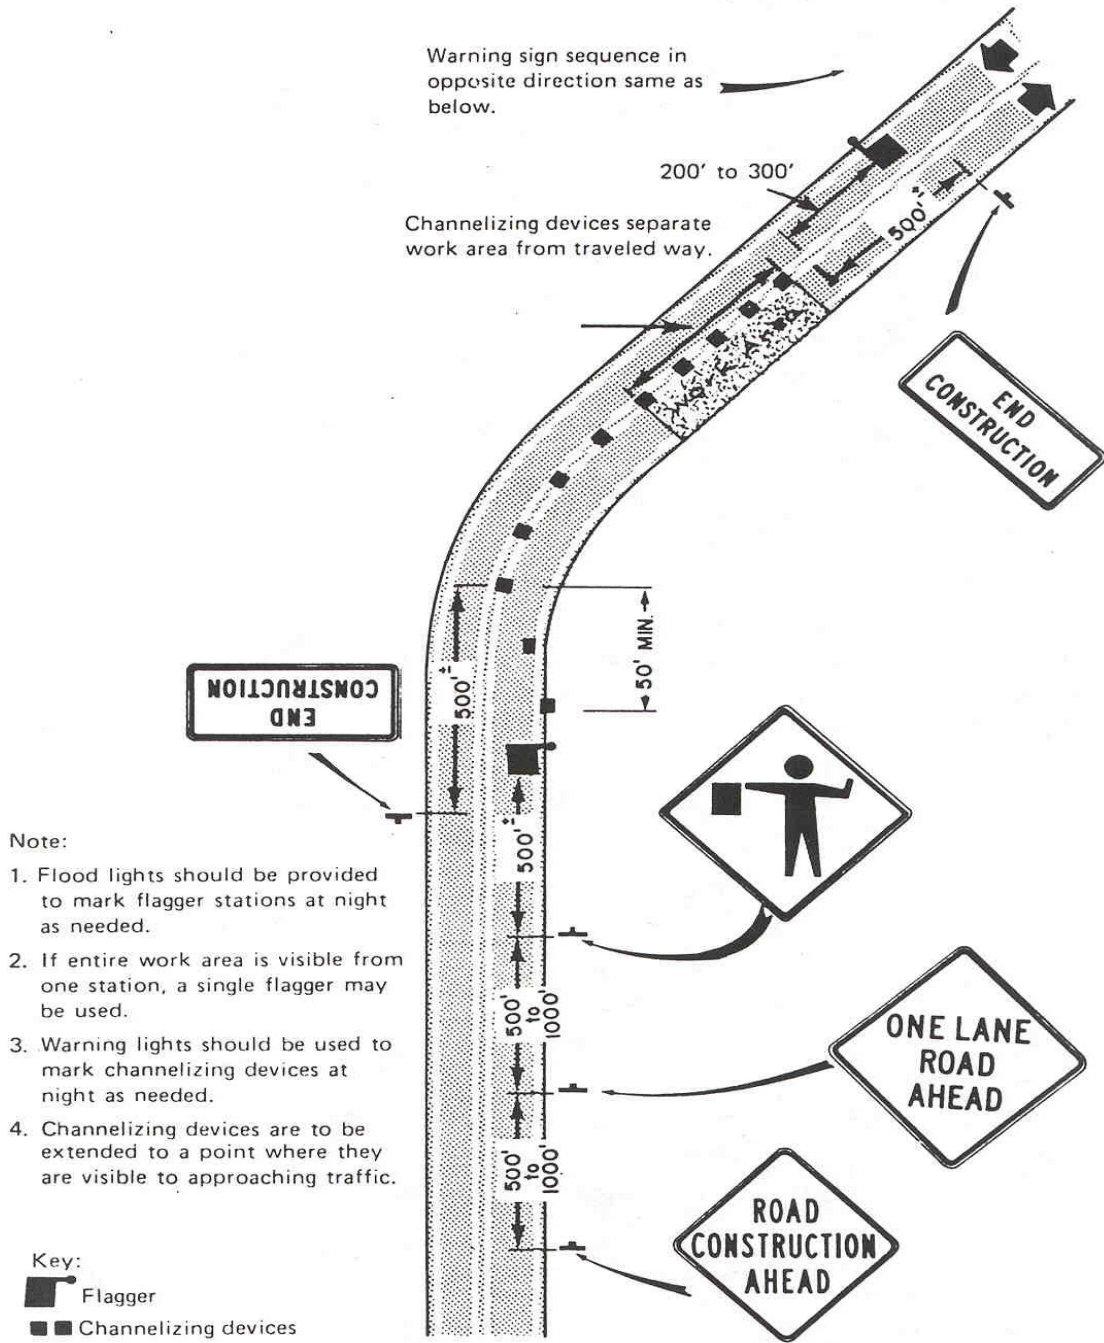 Warning sign sequence in
opposite direction same as
below.
200' to 300'
Channelizing devices separate
work area from traveled way.
500'±
Work Area
END
CONSTRUCTION
50' MIN.
500'±
END
CONSTRUCTION
500'±
500'
to
1000'
ONE LANE
ROAD
AHEAD
500'
to
1000'
ROAD
CONSTRUCTION
AHEAD
Note:
1. Flood lights should be provided
to mark flagger stations at night
as needed.
2. If entire work area is visible from
one station, a single flagger may
be used.
3. Warning lights should be used to
mark channelizing devices at
night as needed.
4. Channelizing devices are to be
extended to a point where they
are visible to approaching traffic.
Key:
Flagger
Channelizing devices